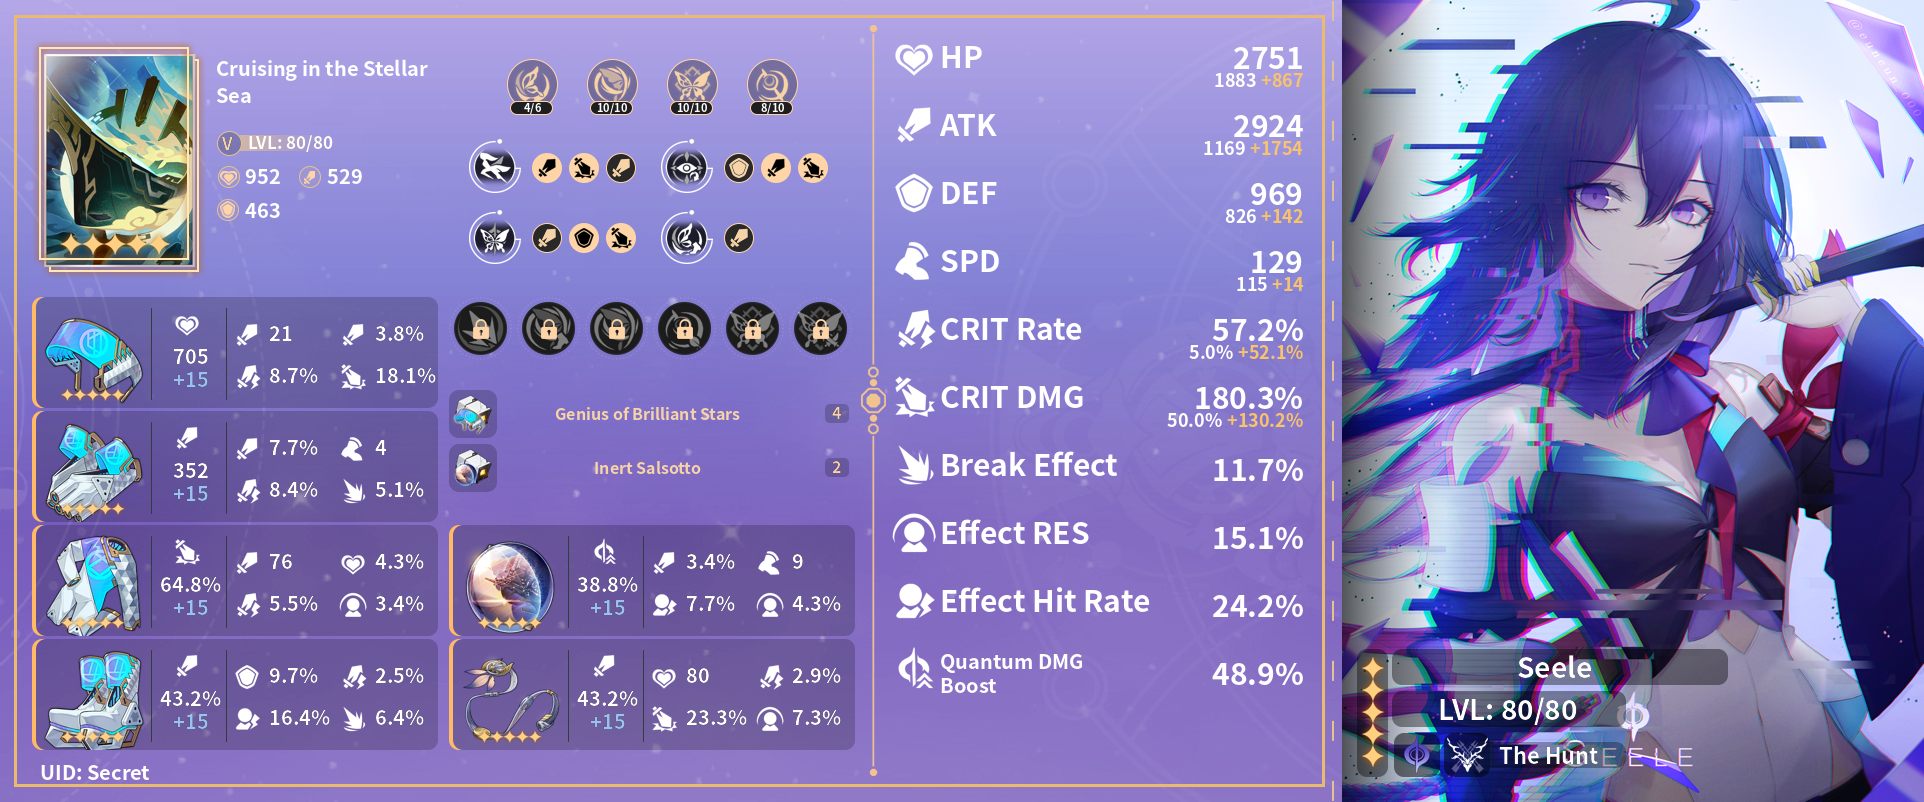 Cruising in the Stellar
Sea
V LVL: 80/80
952 529
463
4/6 10/10 10/10 8/10
705
+15
21 3.8%
8.7% 18.1%
352
+15
7.7% 4
8.4% 5.1%
64.8%
+15
76 4.3%
5.5% 3.4%
43.2%
+15
9.7% 2.5%
16.4% 6.4%
Genius of Brilliant Stars 4
Inert Salsotto 2
38.8%
+15
3.4% 9
7.7% 4.3%
43.2%
+15
80 2.9%
23.3% 7.3%
UID: Secret
HP 2751
1883 +867
ATK 2924
1169 +1754
DEF 969
826 +142
SPD 129
115 +14
CRIT Rate 57.2%
5.0% +52.1%
CRIT DMG 180.3%
50.0% +130.2%
Break Effect 11.7%
Effect RES 15.1%
Effect Hit Rate 24.2%
Quantum DMG
Boost 48.9%
Seele
LVL: 80/80
The Hunt
EELE